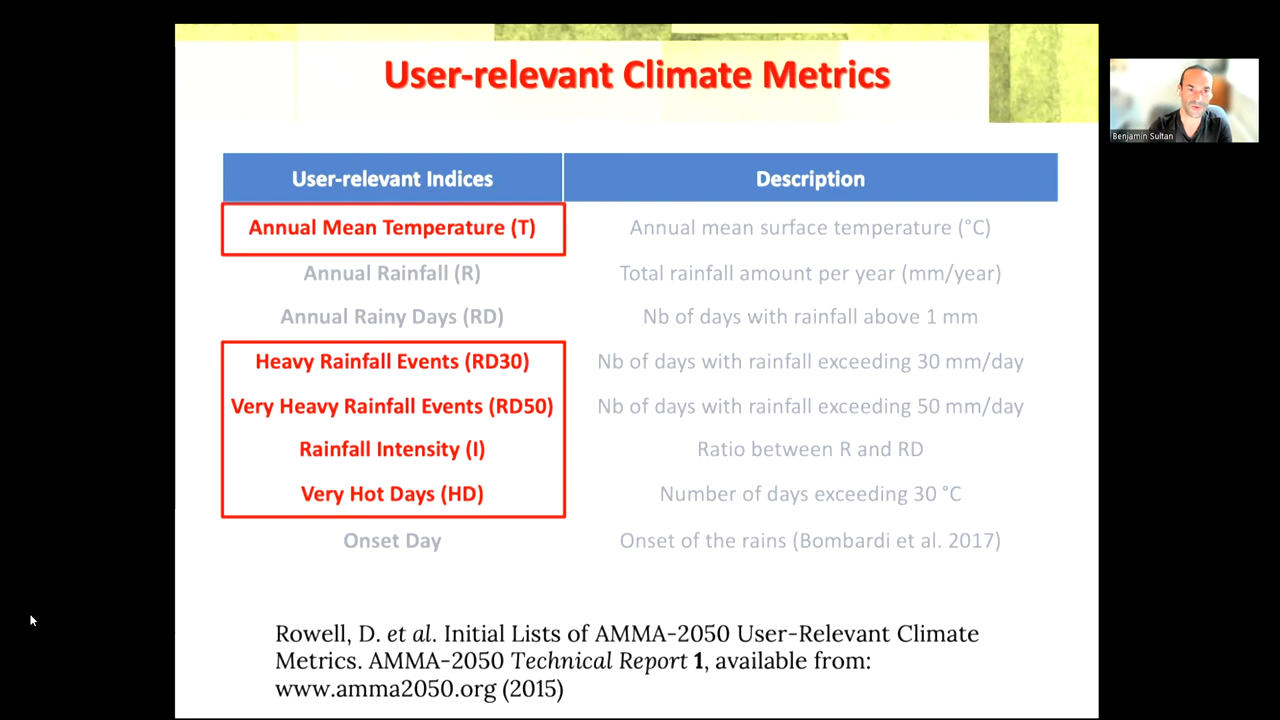 User-relevant Climate Metrics
Benjamin Sultan
User-relevant Indices Description
Annual Mean Temperature (T) Annual mean surface temperature (°C)
Annual Rainfall (R) Total rainfall amount per year (mm/year)
Annual Rainy Days (RD) Nb of days with rainfall above 1 mm
Heavy Rainfall Events (RD30) Nb of days with rainfall exceeding 30 mm/day
Very Heavy Rainfall Events (RD50) Nb of days with rainfall exceeding 50 mm/day
Rainfall Intensity (I) Ratio between R and RD
Very Hot Days (HD) Number of days exceeding 30 °C
Onset Day Onset of the rains (Bombardi et al. 2017)
Rowell, D. et al. Initial Lists of AMMA-2050 User-Relevant Climate
Metrics. AMMA-2050 Technical Report 1, available from:
www.amma2050.org (2015)